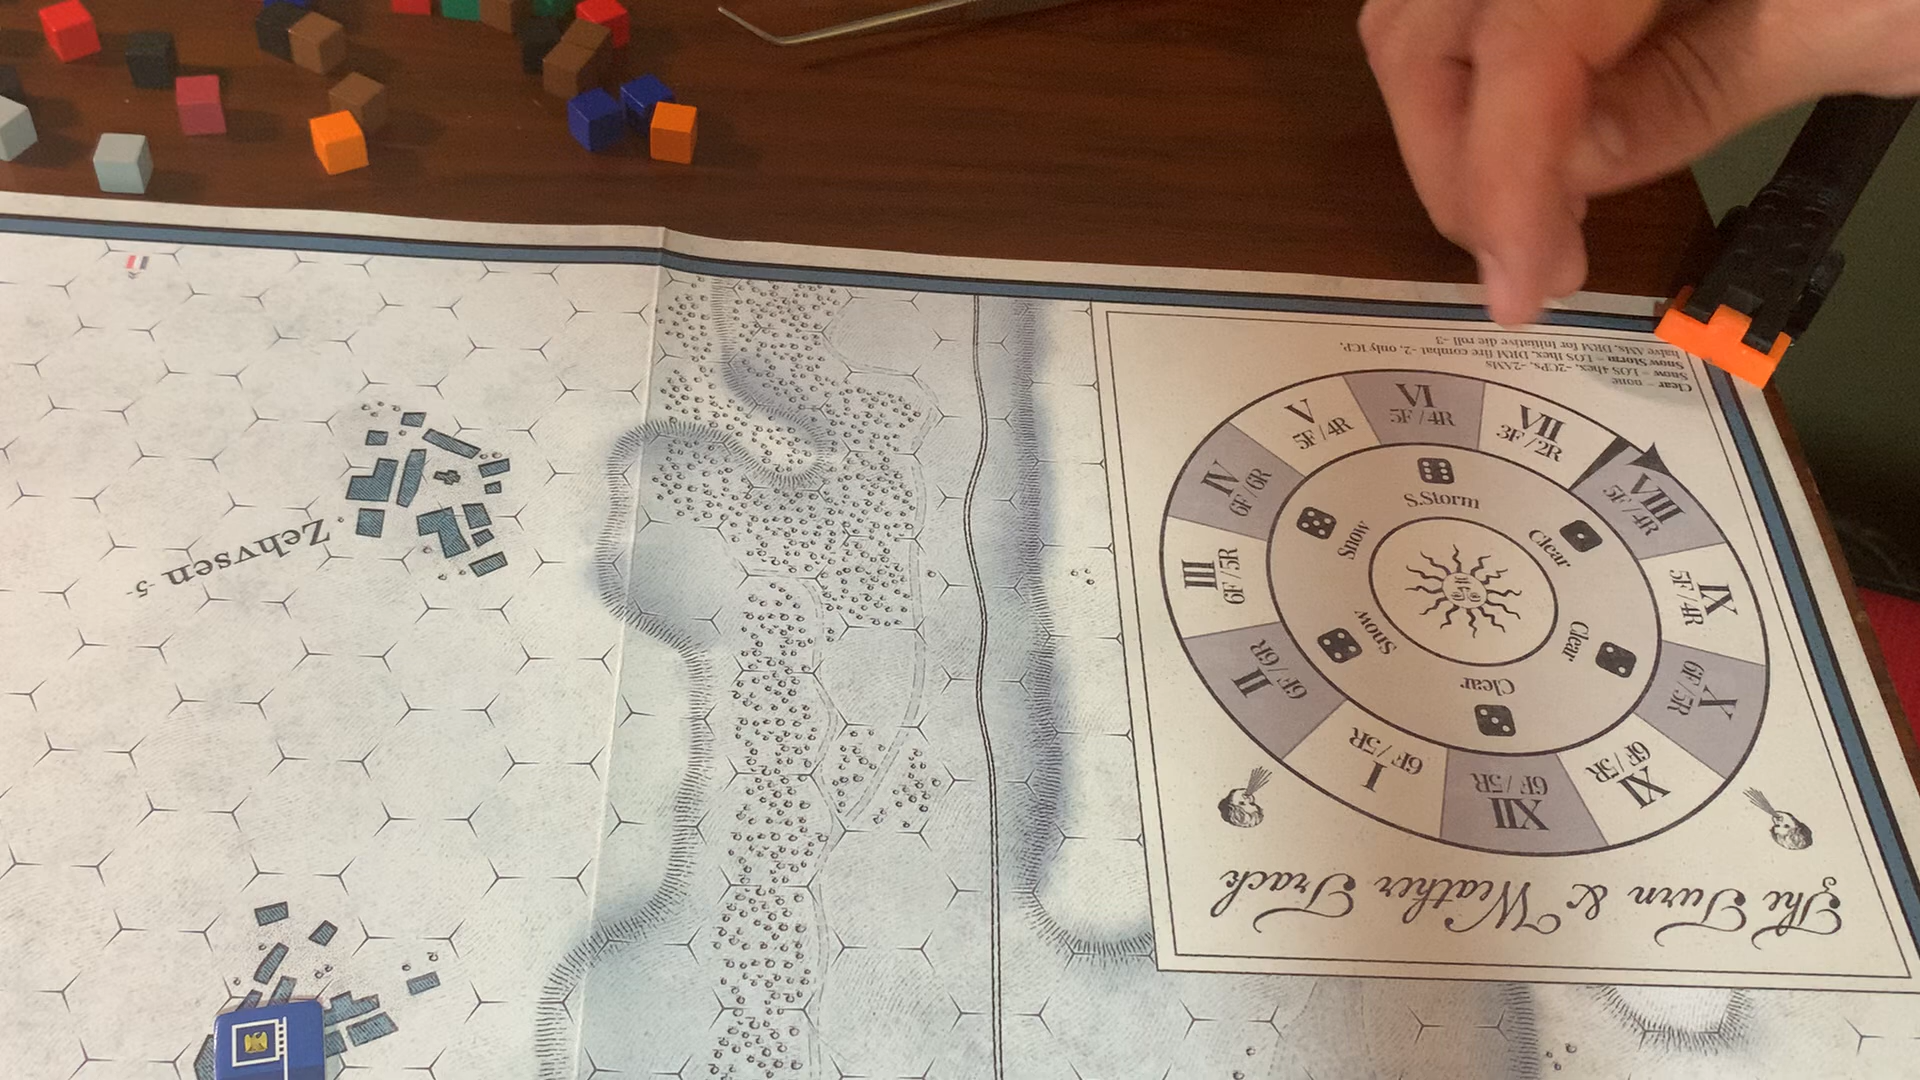 The Turn & Weather Track
I
6F/5R
II
6F/6R
III
6F/5R
IV
6F/6R
V
5F/4R
VI
5F/4R
VII
3F/2R
VIII
5F/4R
IX
5F/4R
X
6F/5R
XI
6F/5R
XII
6F/5R
Clear
Clear
Clear
Snow
Snow
S.Storm
Clear – none
Snow = LOS 4hex, -2CPs, -2AMs
Snow Storm = LOS 1hex, DRM fire combat -2, only 1CP,
halve AMs, DRM for Initiative die roll -3
Zehvsen -5-